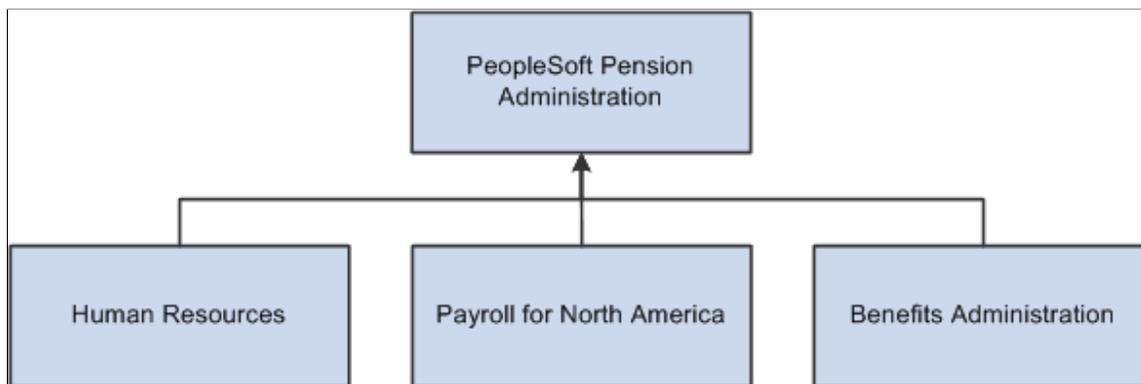 PeopleSoft Pension
Administration
Human Resources
Payroll for North America
Benefits Administration